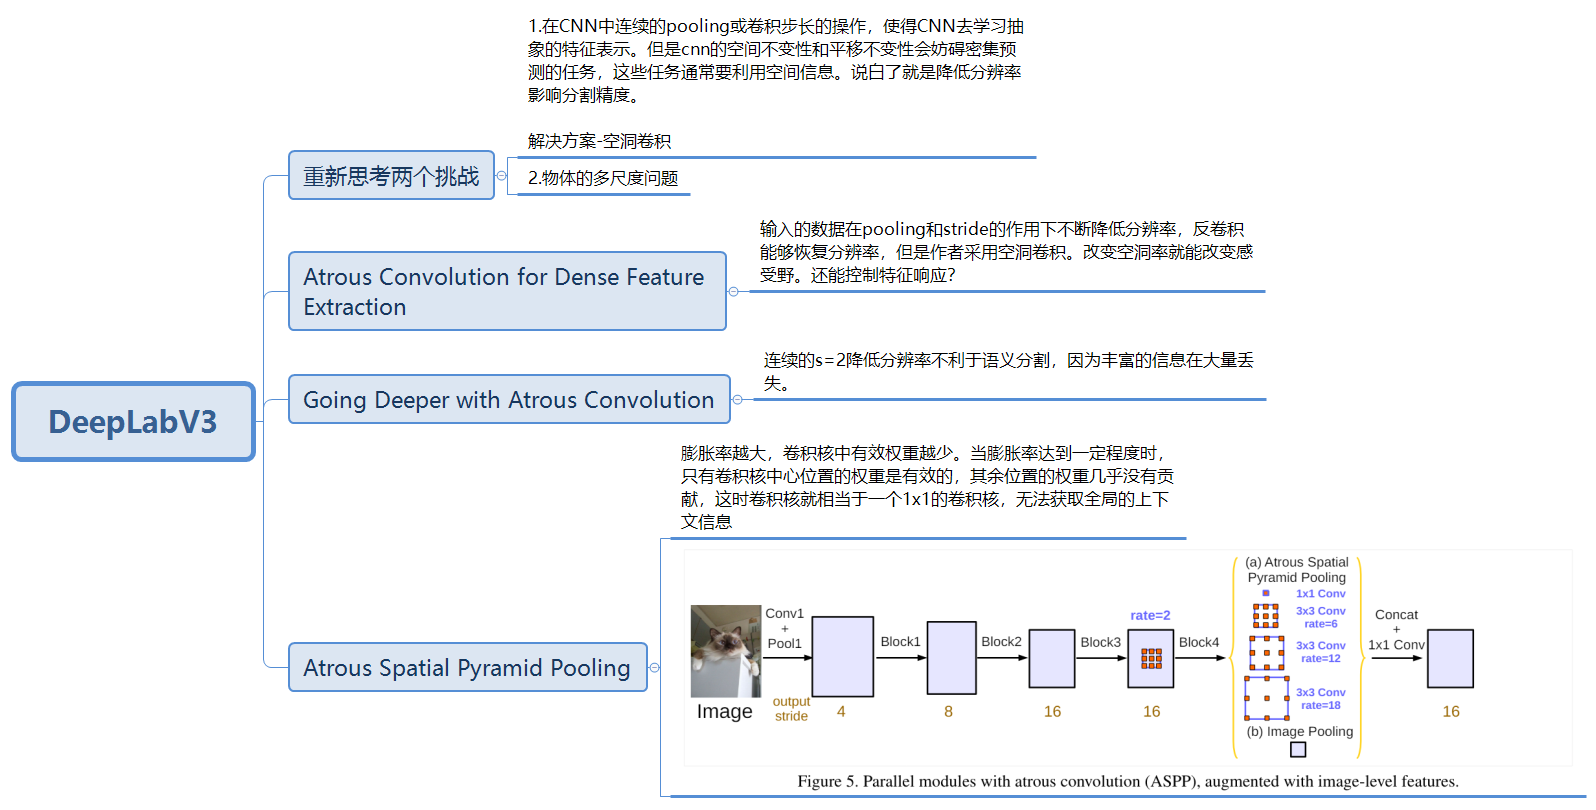 DeepLabV3
重新思考两个挑战
1.在CNN中连续的pooling或卷积步长的操作，使得CNN去学习抽
象的特征表示。但是cnn的空间不变性和平移不变性会妨碍密集预
测的任务，这些任务通常要利用空间信息。说白了就是降低分辨率
影响分割精度。
解决方案-空洞卷积
2.物体的多尺度问题
Atrous Convolution for Dense Feature
Extraction
输入的数据在pooling和stride的作用下不断降低分辨率，反卷积
能够恢复分辨率，但是作者采用空洞卷积。改变空洞率就能改变感
受野。还能控制特征响应？
Going Deeper with Atrous Convolution
连续的s=2降低分辨率不利于语义分割，因为丰富的信息在大量丢
失。
Atrous Spatial Pyramid Pooling
膨胀率越大，卷积核中有效权重越少。当膨胀率达到一定程度时，
只有卷积核中心位置的权重是有效的，其余位置的权重几乎没有贡
献，这时卷积核就相当于一个1x1的卷积核，无法获取全局的上下
文信息
Image
Conv1
+
Pool1
output
stride
4
Block1
8
Block2
16
Block3
rate=2
16
Block4
(a) Atrous Spatial
Pyramid Pooling
1x1 Conv
3x3 Conv
rate=6
3x3 Conv
rate=12
3x3 Conv
rate=18
(b) Image Pooling
Concat
+
1x1 Conv
16
Figure 5. Parallel modules with atrous convolution (ASPP), augmented with image-level features.